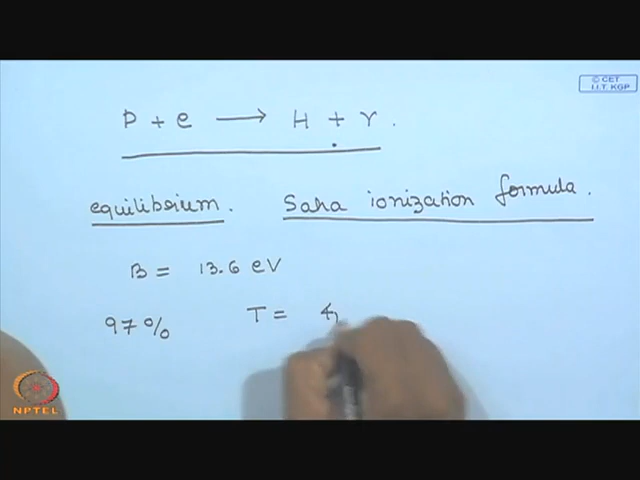 © CET
I.I.T. KGP
P + e ⟶ H + γ .
equilibrium. Saha ionization formula.
B = 13.6 eV
97% T = 4
NPTEL